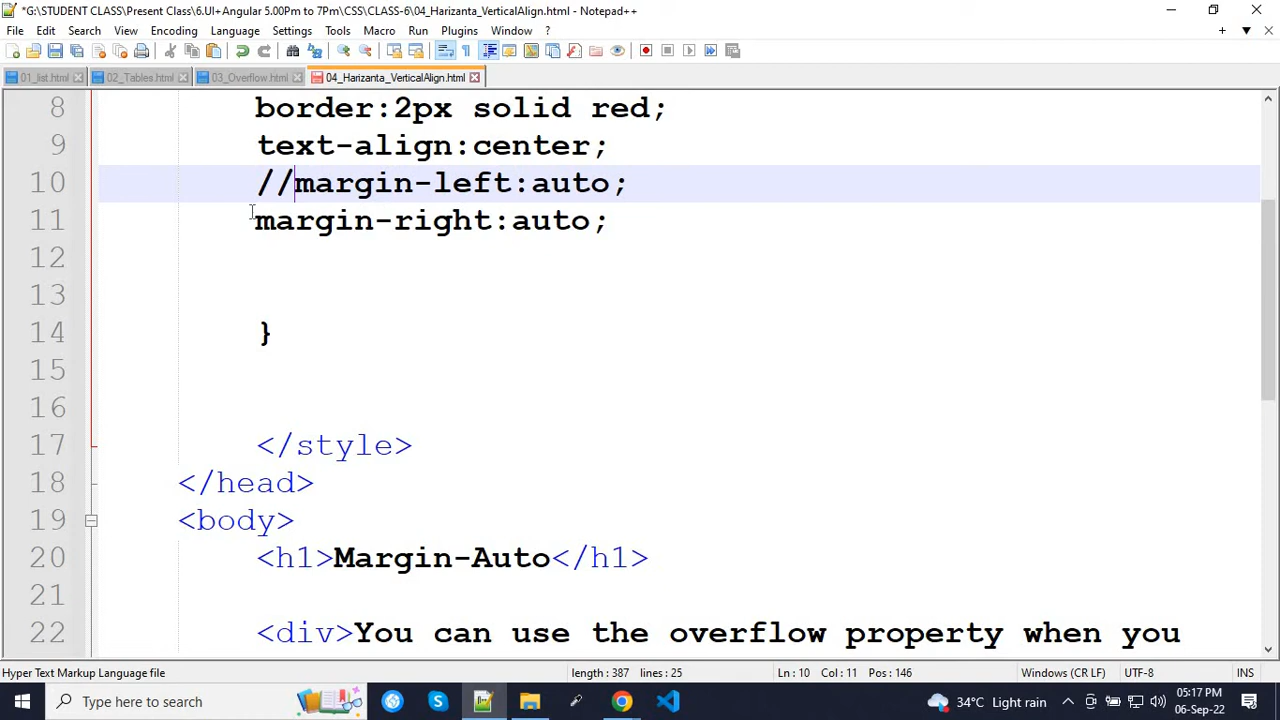 *G:\STUDENT CLASS\Present Class\6.UI+Angular 5.00Pm to 7Pm\CSS\CLASS-6\04_Harizanta_VerticalAlign.html - Notepad++
File Edit Search View Encoding Language Settings Tools Macro Run Plugins Window ?
01_list.html 02_Tables.html 03_Overflow.html 04_Harizanta_VerticalAlign.html
8 border:2px solid red;
9 text-align:center;
10 //margin-left:auto;
11 margin-right:auto;
12
13
14 }
15
16
17 </style>
18 </head>
19 <body>
20 <h1>Margin-Auto</h1>
21
22 <div>You can use the overflow property when you
Hyper Text Markup Language file length : 387 lines : 25 Ln : 10 Col : 11 Pos : 146 Windows (CR LF) UTF-8 INS
Type here to search 34°C Light rain 05:17 PM
06-Sep-22